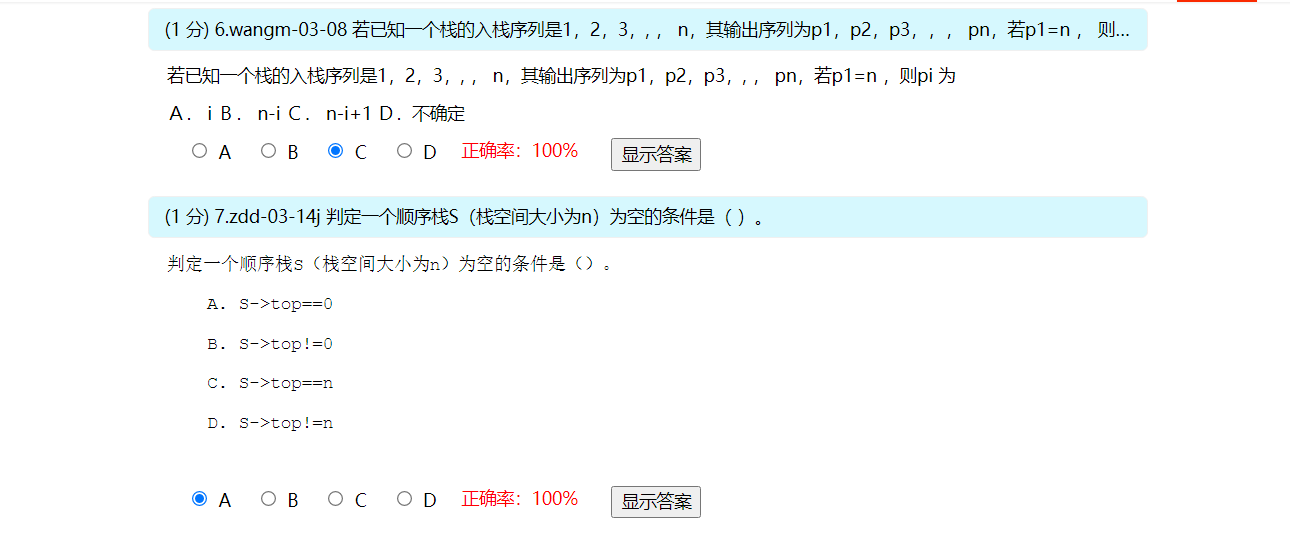 (1 分) 6.wangm-03-08 若已知一个栈的入栈序列是1，2，3，, ， n，其输出序列为p1，p2，p3，，， pn，若p1=n ， 则...
若已知一个栈的入栈序列是1，2，3，, ， n，其输出序列为p1，p2，p3，, ， pn，若p1=n ，则pi 为
A． i B． n-i C． n-i+1 D．不确定
A B C D 正确率：100% 显示答案
(1 分) 7.zdd-03-14j 判定一个顺序栈S（栈空间大小为n）为空的条件是（ ）。
判定一个顺序栈S（栈空间大小为n）为空的条件是（）。
A. S->top==0
B. S->top!=0
C. S->top==n
D. S->top!=n
A B C D 正确率：100% 显示答案